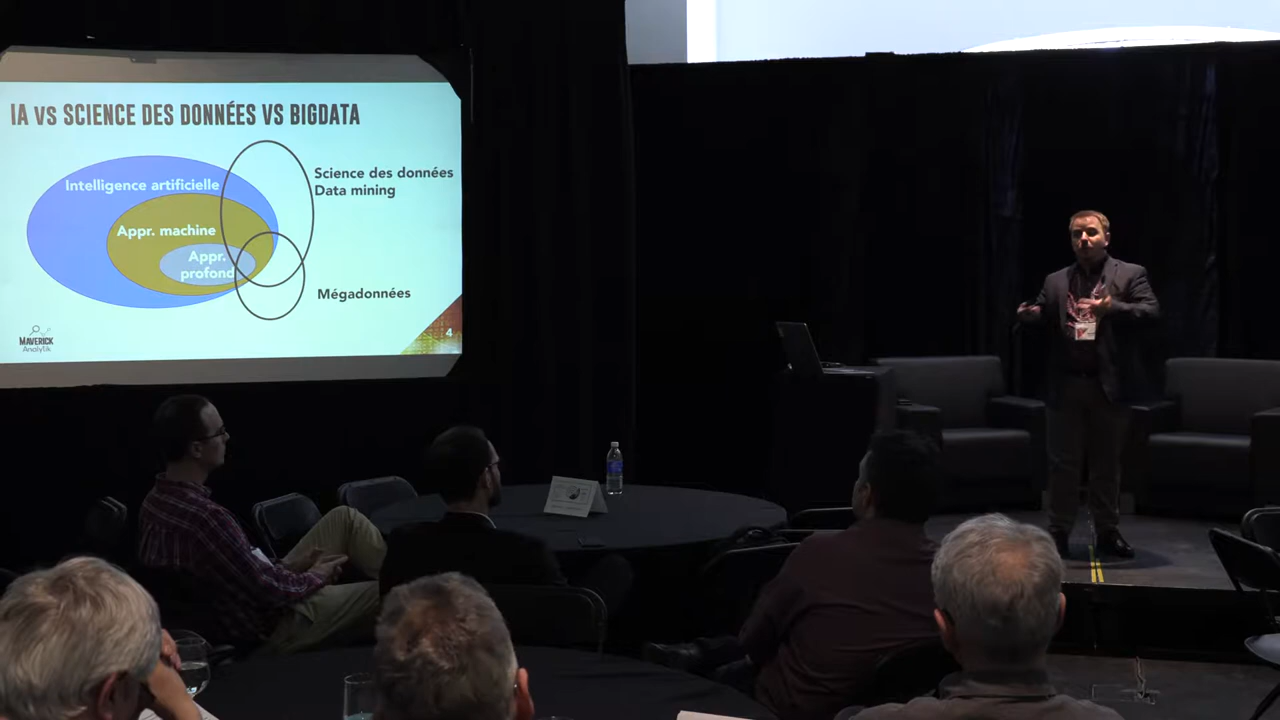 IA vs SCIENCE DES DONNÉES VS BIGDATA
Intelligence artificielle
Science des données
Data mining
Appr. machine
Appr.
profond
Mégadonnées
MAVERICK
Analytik
4